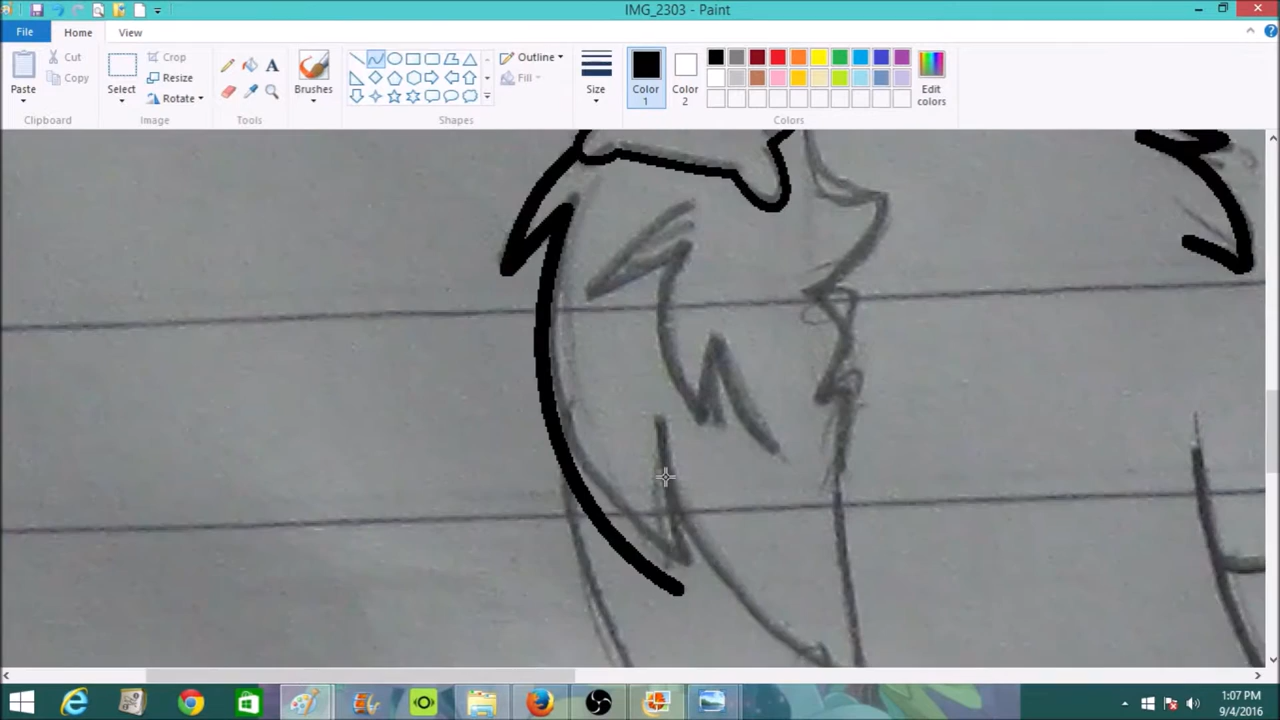 IMG_2303 - Paint
File Home View
Paste Cut Copy
Clipboard
Select Crop Resize Rotate
Image
A
Tools
Brushes
Outline Fill
Shapes
Size
Color 1
Color 2
Edit colors
Colors
1:07 PM
9/4/2016